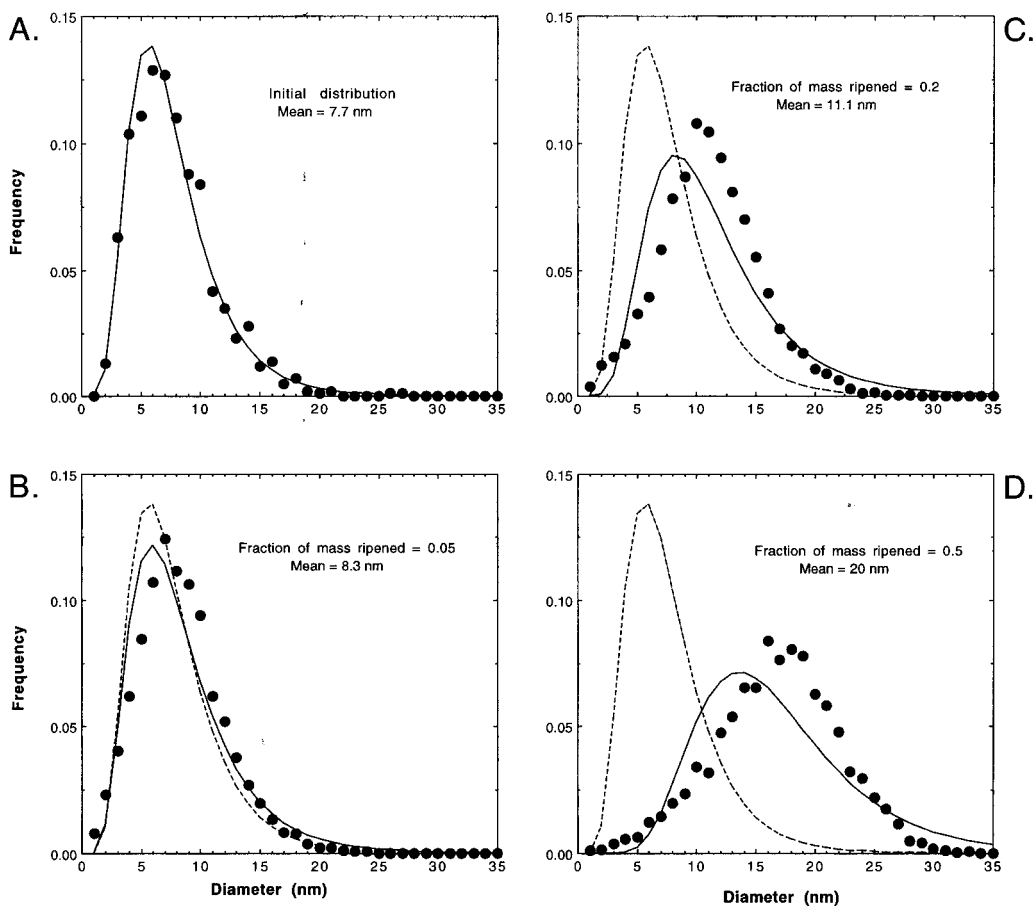 A.
0.15
0.10
0.05
0.00
Frequency
Initial distribution
Mean = 7.7 nm
0 5 10 15 20 25 30 35
C.
0.15
0.10
0.05
0.00
Fraction of mass ripened = 0.2
Mean = 11.1 nm
0 5 10 15 20 25 30 35
B.
0.15
0.10
0.05
0.00
Frequency
Fraction of mass ripened = 0.05
Mean = 8.3 nm
0 5 10 15 20 25 30 35
Diameter (nm)
D.
0.15
0.10
0.05
0.00
Fraction of mass ripened = 0.5
Mean = 20 nm
0 5 10 15 20 25 30 35
Diameter (nm)